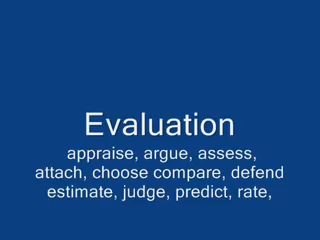 Evaluation
appraise, argue, assess,
attach, choose compare, defend
estimate, judge, predict, rate,